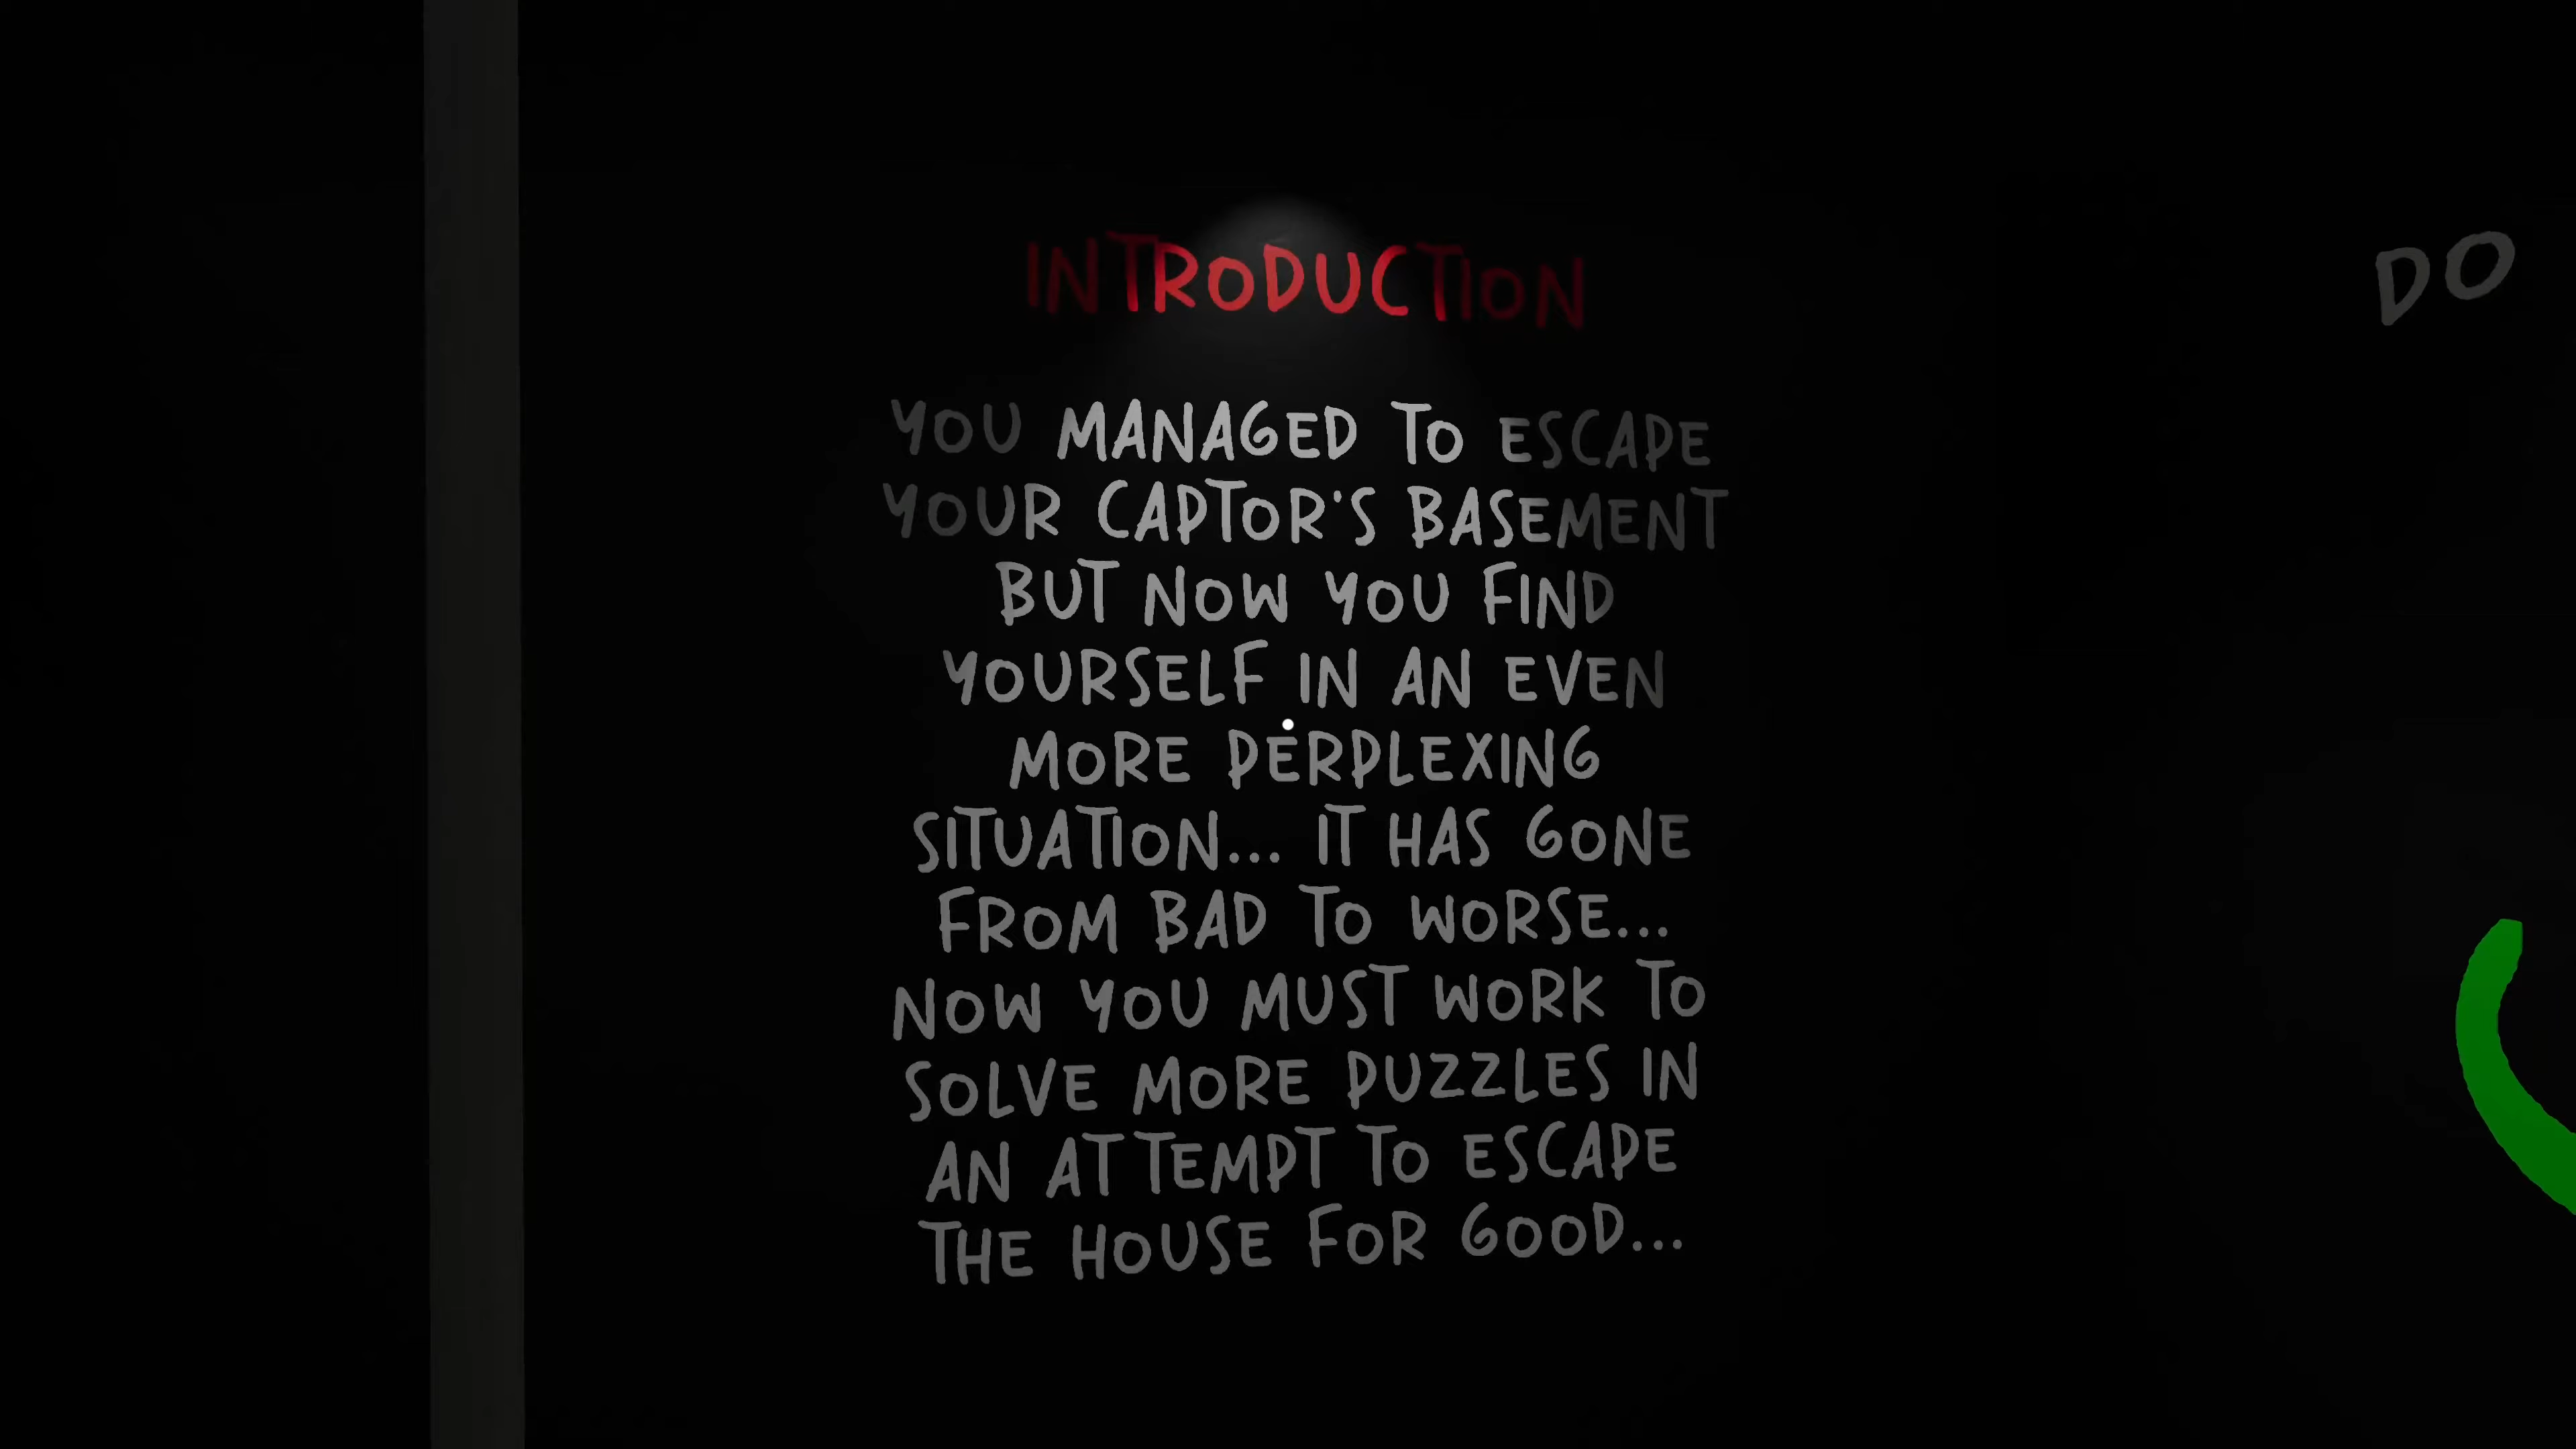 INTRODUCTION
YOU MANAGED TO ESCAPE
YOUR CAPTOR'S BASEMENT
BUT NOW YOU FIND
YOURSELF IN AN EVEN
MORE PERPLEXING
SITUATION... IT HAS GONE
FROM BAD TO WORSE...
NOW YOU MUST WORK TO
SOLVE MORE PUZZLES IN
AN ATTEMPT TO ESCAPE
THE HOUSE FOR GOOD...
DO